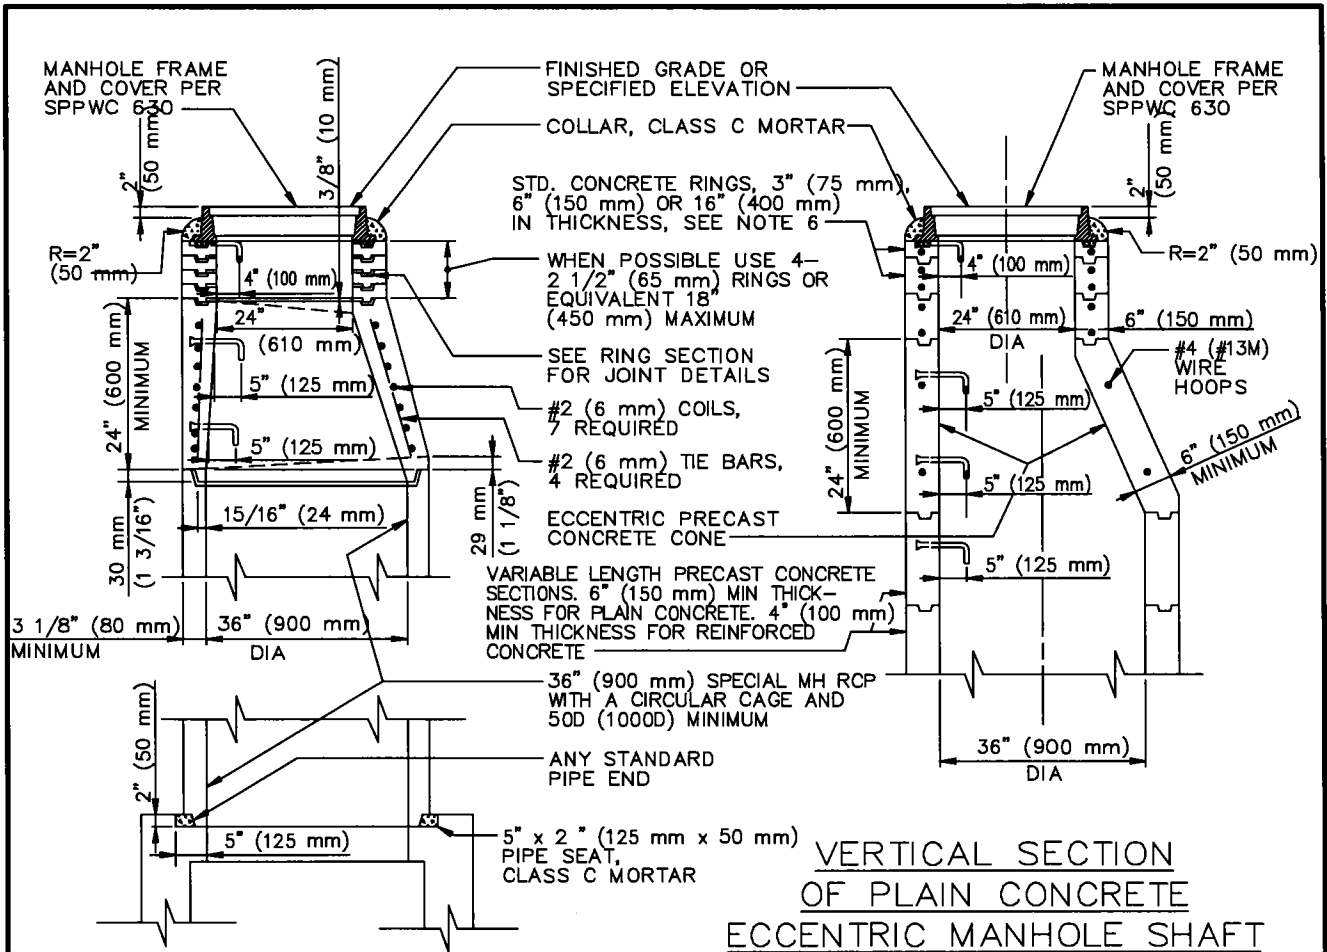 MANHOLE FRAME
AND COVER PER
SPPWC 630
2"
(50 mm)
3/8" (10 mm)
FINISHED GRADE OR
SPECIFIED ELEVATION
COLLAR, CLASS C MORTAR
STD. CONCRETE RINGS, 3" (75 mm),
6" (150 mm) OR 16" (400 mm)
IN THICKNESS, SEE NOTE 6
MANHOLE FRAME
AND COVER PER
SPPWC 630
2"
(50 mm)
R=2"
(50 mm)
4" (100 mm)
WHEN POSSIBLE USE 4-
2 1/2" (65 mm) RINGS OR
EQUIVALENT 18"
(450 mm) MAXIMUM
4" (100 mm)
R=2" (50 mm)
24"
(610 mm)
24" (610 mm)
DIA
6" (150 mm)
24" (600 mm)
MINIMUM
SEE RING SECTION
FOR JOINT DETAILS
#4 (#13M)
WIRE
HOOPS
5" (125 mm)
#2 (6 mm) COILS,
7 REQUIRED
5" (125 mm)
24" (600 mm)
MINIMUM
6" (150 mm)
MINIMUM
5" (125 mm)
#2 (6 mm) TIE BARS,
4 REQUIRED
5" (125 mm)
15/16" (24 mm)
29 mm
(1 1/8")
30 mm
(1 3/16")
ECCENTRIC PRECAST
CONCRETE CONE
5" (125 mm)
VARIABLE LENGTH PRECAST CONCRETE
SECTIONS. 6" (150 mm) MIN THICK-
NESS FOR PLAIN CONCRETE. 4" (100 mm)
MIN THICKNESS FOR REINFORCED
CONCRETE
3 1/8" (80 mm)
MINIMUM
36" (900 mm)
DIA
36" (900 mm) SPECIAL MH RCP
WITH A CIRCULAR CAGE AND
50D (1000D) MINIMUM
36" (900 mm)
DIA
2" (50 mm)
ANY STANDARD
PIPE END
5" (125 mm)
5" x 2 " (125 mm x 50 mm)
PIPE SEAT,
CLASS C MORTAR
VERTICAL SECTION
OF PLAIN CONCRETE
ECCENTRIC MANHOLE SHAFT